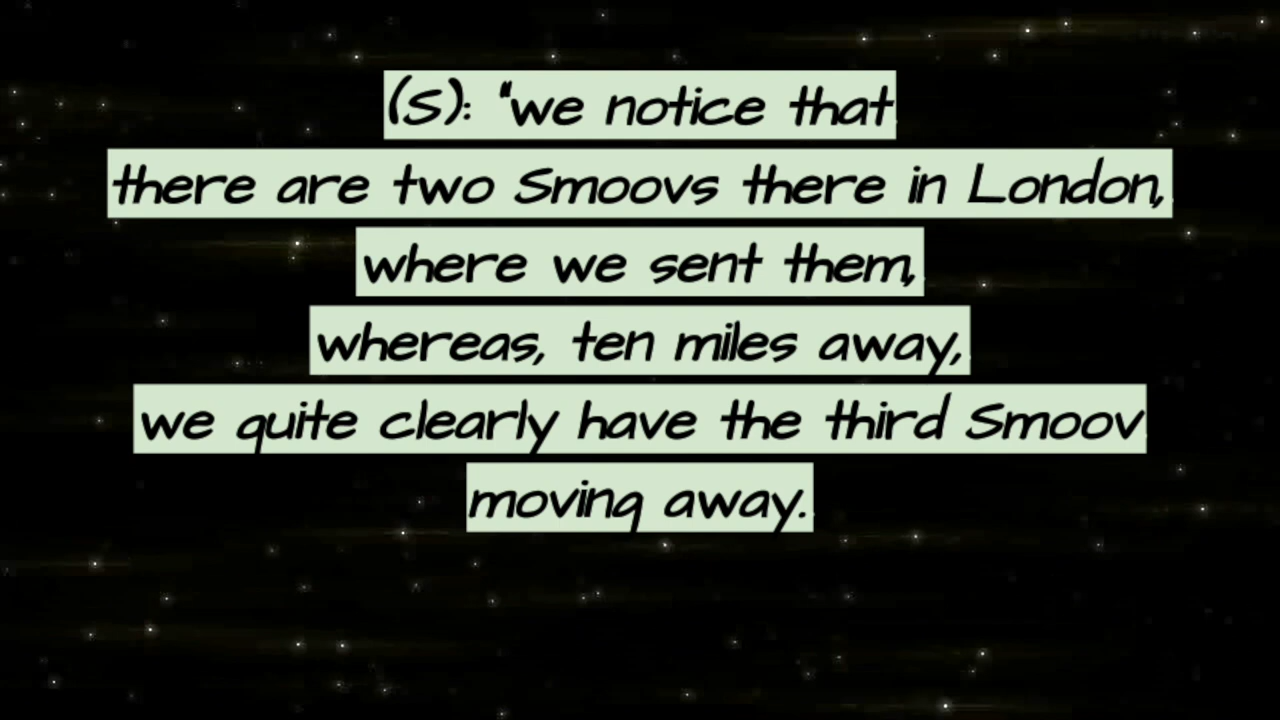 (S): "we notice that
there are two Smoovs there in London,
where we sent them,
whereas, ten miles away,
we quite clearly have the third Smoov
moving away.